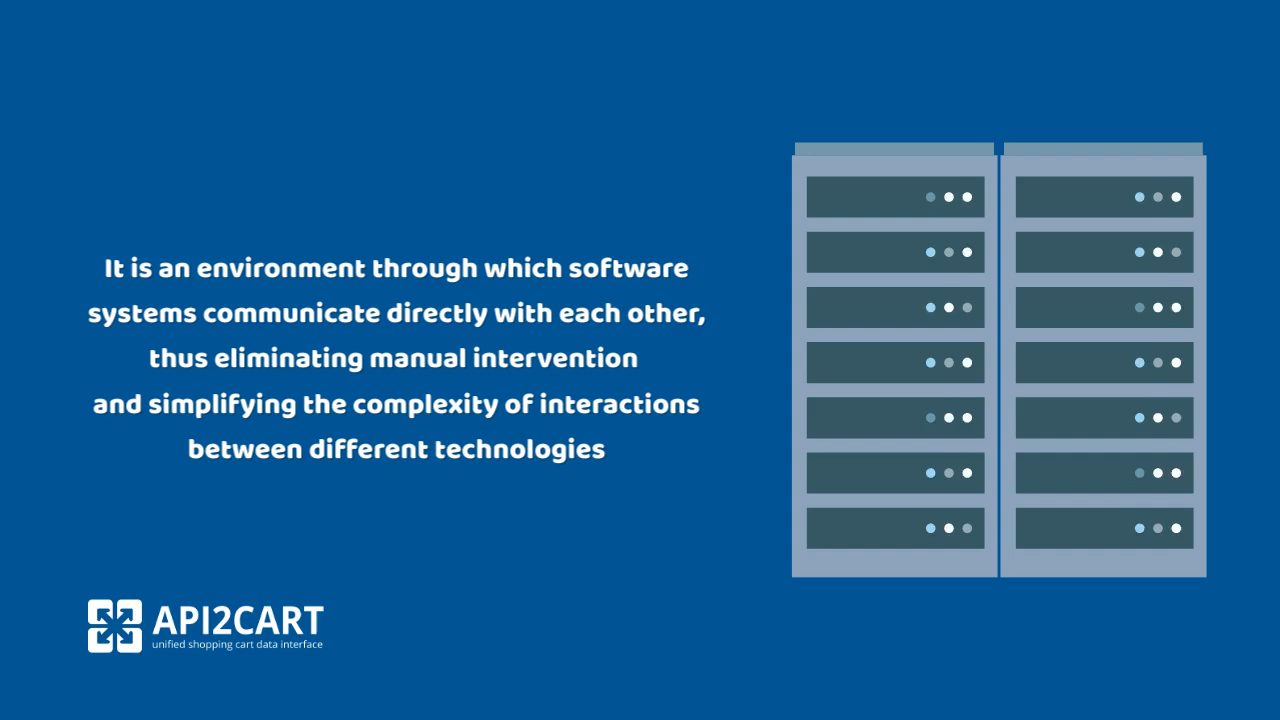 It is an environment through which software
systems communicate directly with each other,
thus eliminating manual intervention
and simplifying the complexity of interactions
between different technologies
API2CART
unified shopping cart data interface